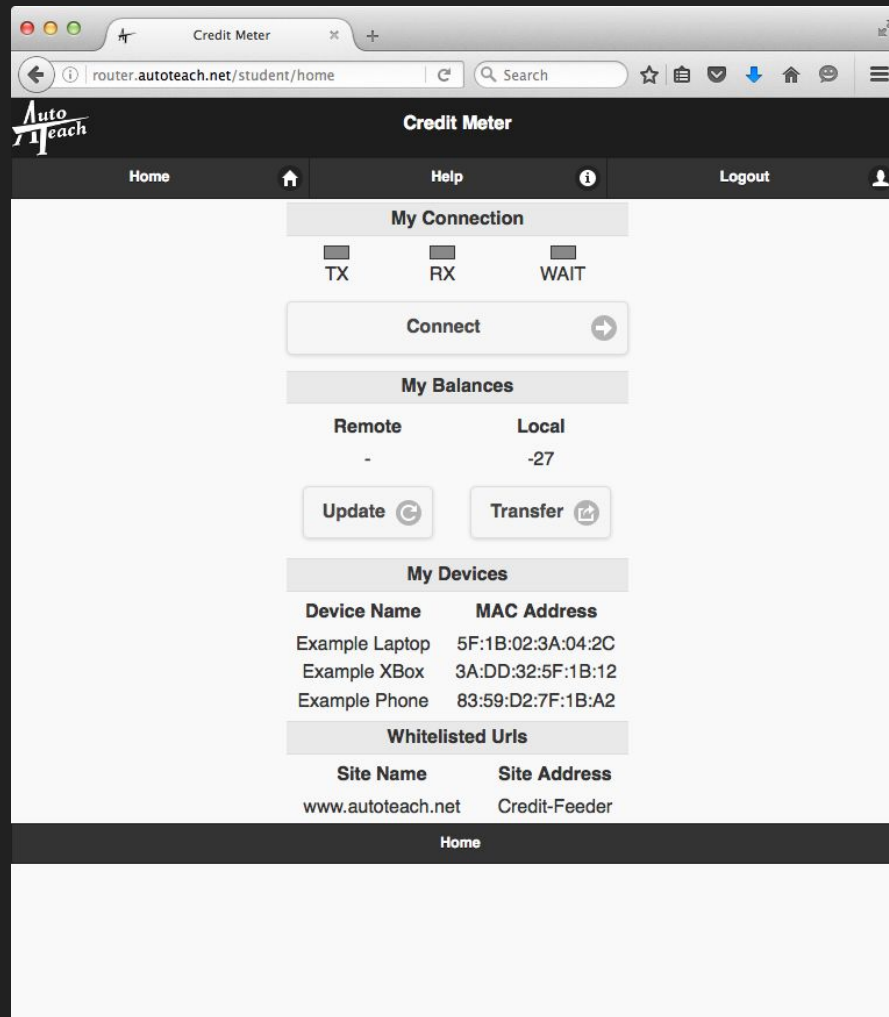 Credit Meter
router.autoteach.net/student/home
Search
Auto
Teach
Credit Meter
Home Help Logout
My Connection
TX RX WAIT
Connect
My Balances
Remote Local
- -27
Update Transfer
My Devices
Device Name MAC Address
Example Laptop 5F:1B:02:3A:04:2C
Example XBox 3A:DD:32:5F:1B:12
Example Phone 83:59:D2:7F:1B:A2
Whitelisted Urls
Site Name Site Address
www.autoteach.net Credit-Feeder
Home